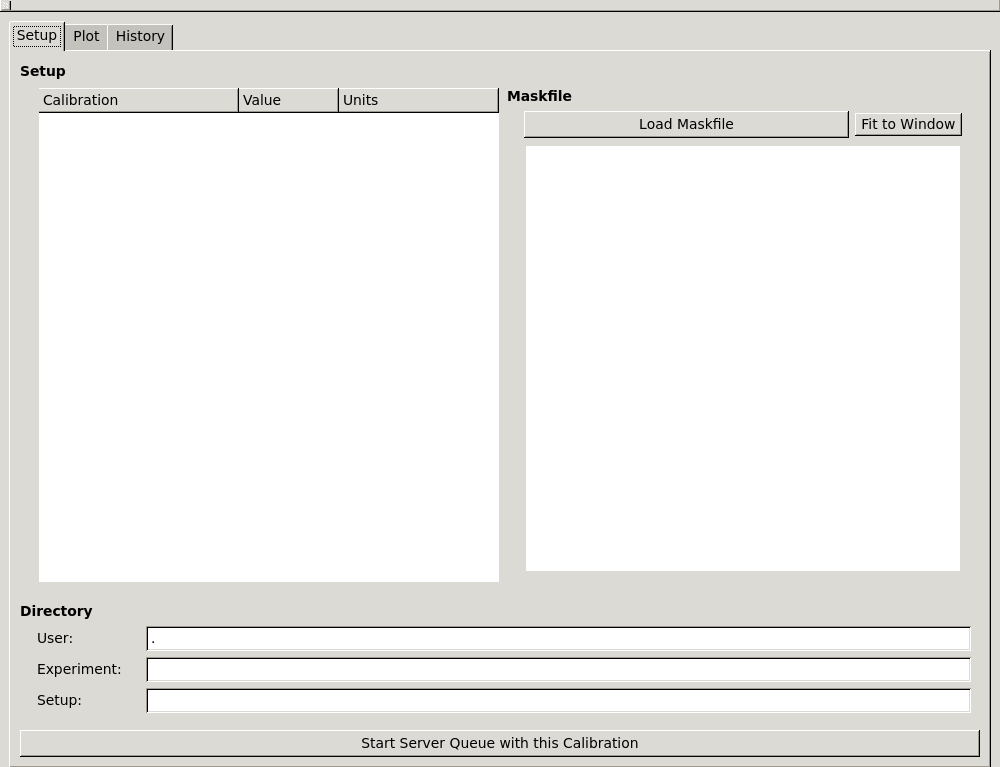 Setup Plot History
Setup
Calibration Value Units
Maskfile
Load Maskfile Fit to Window
Directory
User: .
Experiment:
Setup:
Start Server Queue with this Calibration